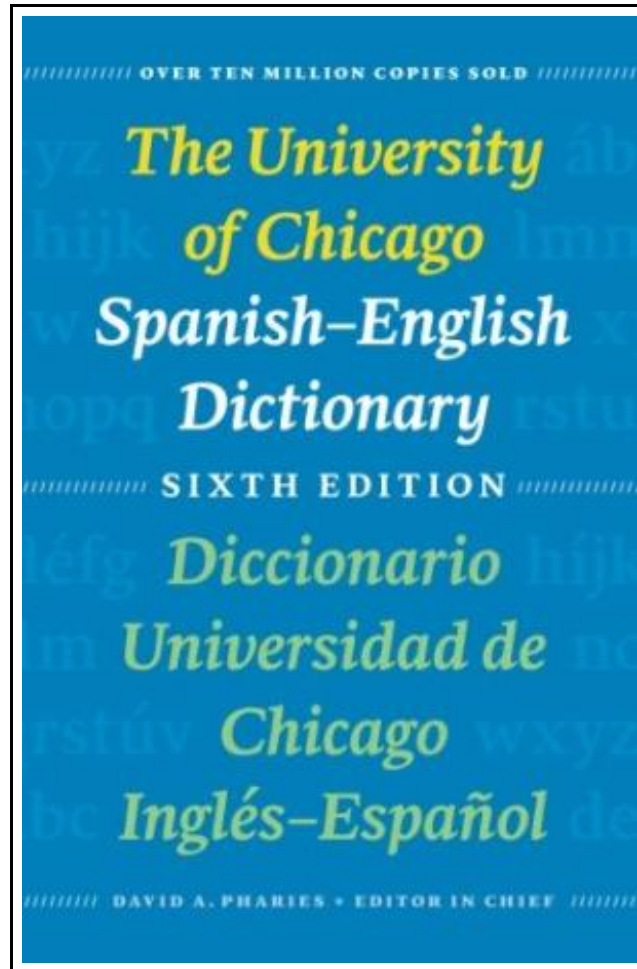 OVER TEN MILLION COPIES SOLD
The University
of Chicago
Spanish–English
Dictionary
SIXTH EDITION
Diccionario
Universidad de
Chicago
Inglés–Español
DAVID A. PHARIES • EDITOR IN CHIEF